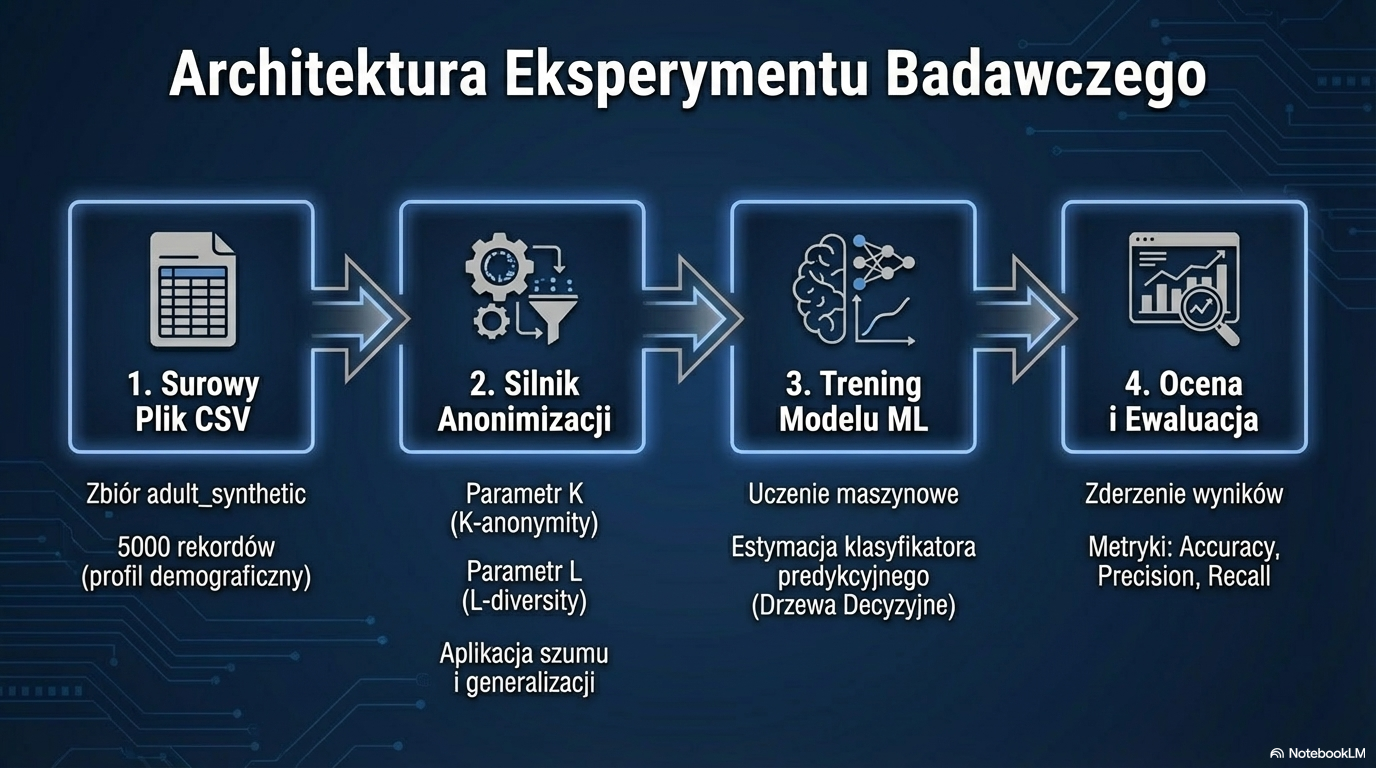 Architektura Eksperymentu Badawczego
1. Surowy
Plik CSV
Zbiór adult_synthetic
5000 rekordów
(profil demograficzny)
2. Silnik
Anonimizacji
Parametr K
(K-anonymity)
Parametr L
(L-diversity)
Aplikacja szumu
i generalizacji
3. Trening
Modelu ML
Uczenie maszynowe
Estymacja klasyfikatora
predykcyjnego
(Drzewa Decyzyjne)
4. Ocena
i Ewaluacja
Zderzenie wyników
Metryki: Accuracy,
Precision, Recall
NotebookLM